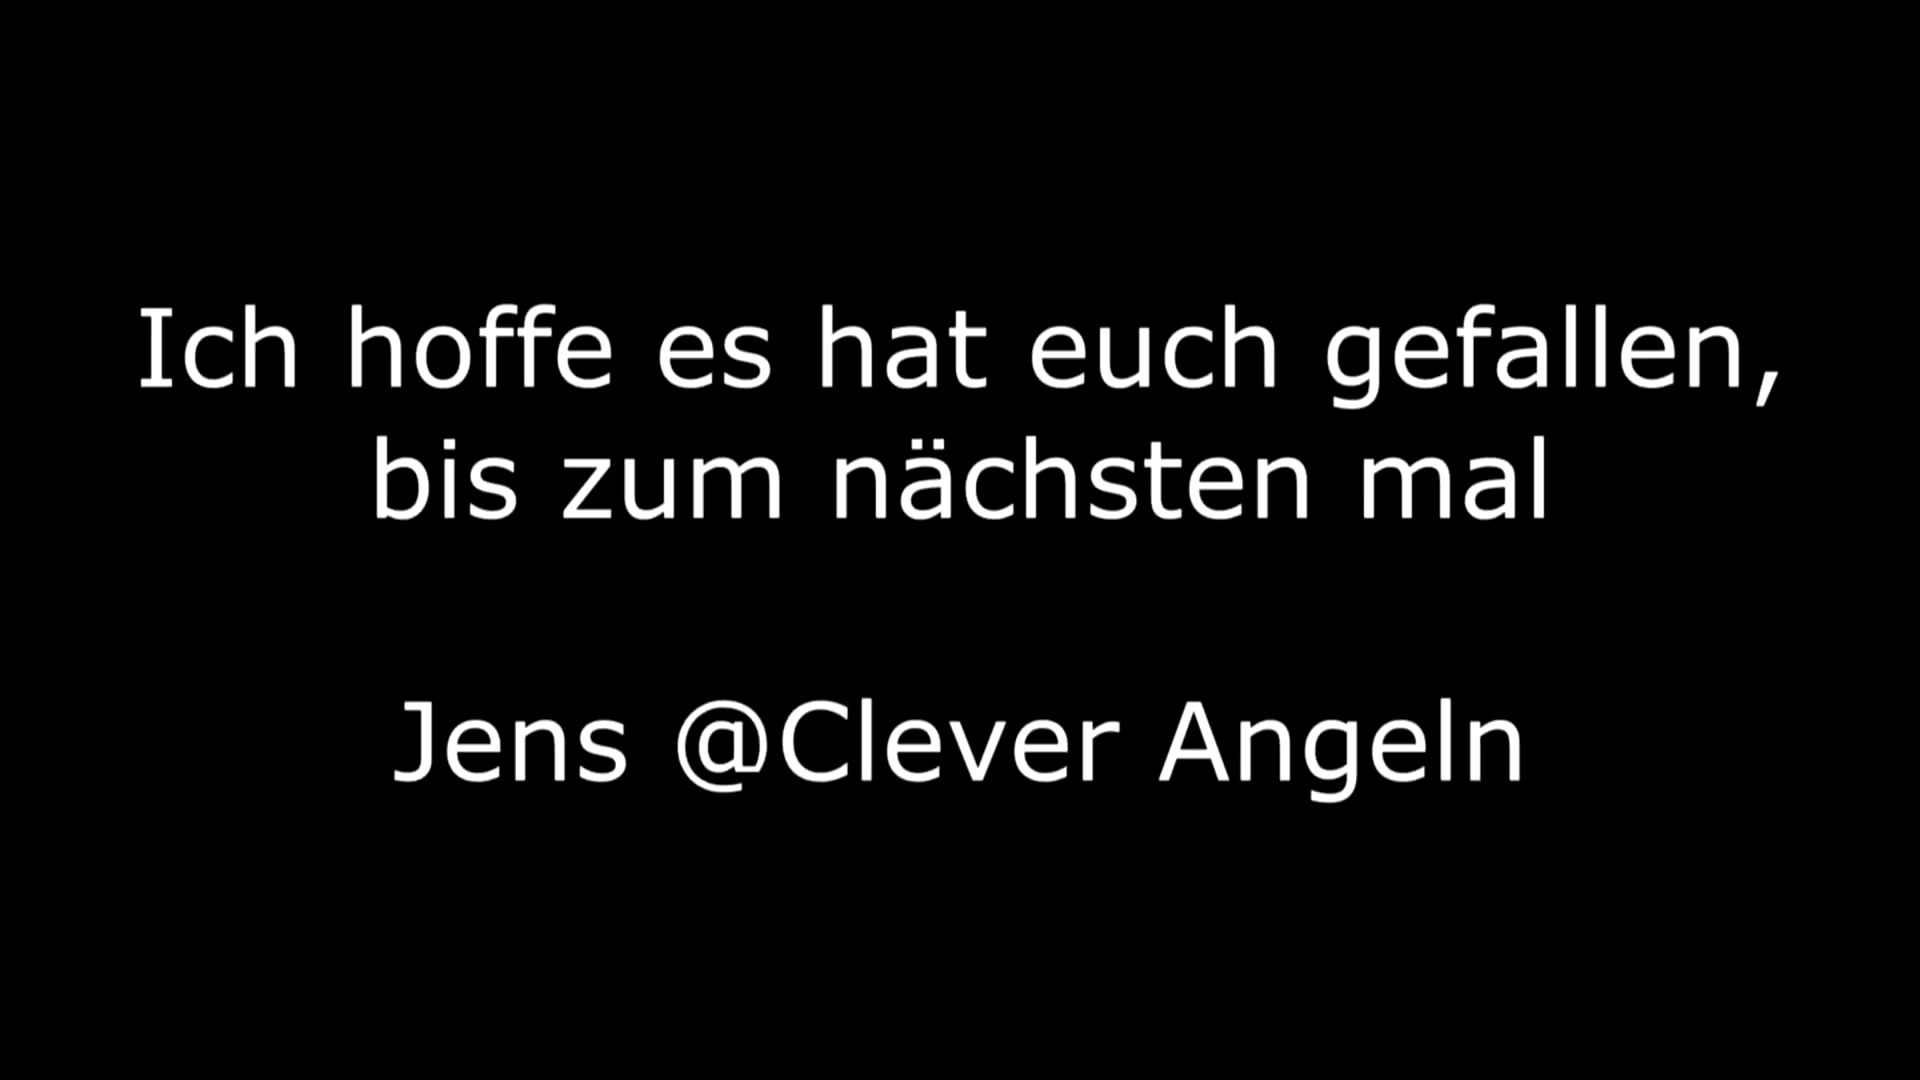 Ich hoffe es hat euch gefallen,
bis zum nächsten mal
Jens @Clever Angeln